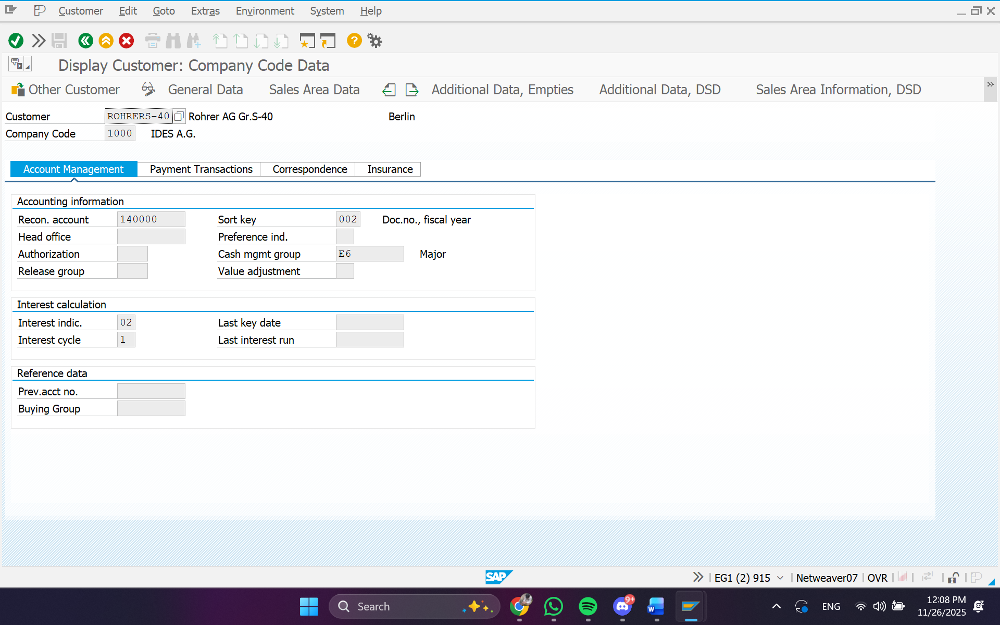 Customer Edit Goto Extras Environment System Help
Display Customer: Company Code Data
Other Customer General Data Sales Area Data Additional Data, Empties Additional Data, DSD Sales Area Information, DSD
Customer ROHRERS-40 Rohrer AG Gr.S-40 Berlin
Company Code 1000 IDES A.G.
Account Management Payment Transactions Correspondence Insurance
Accounting information
Recon. account 140000 Sort key 002 Doc.no., fiscal year
Head office Preference ind.
Authorization Cash mgmt group E6 Major
Release group Value adjustment
Interest calculation
Interest indic. 02 Last key date
Interest cycle 1 Last interest run
Reference data
Prev.acct no.
Buying Group
SAP EG1 (2) 915 Netweaver07 OVR
Search 9+ W ENG 12:08 PM
11/26/2025